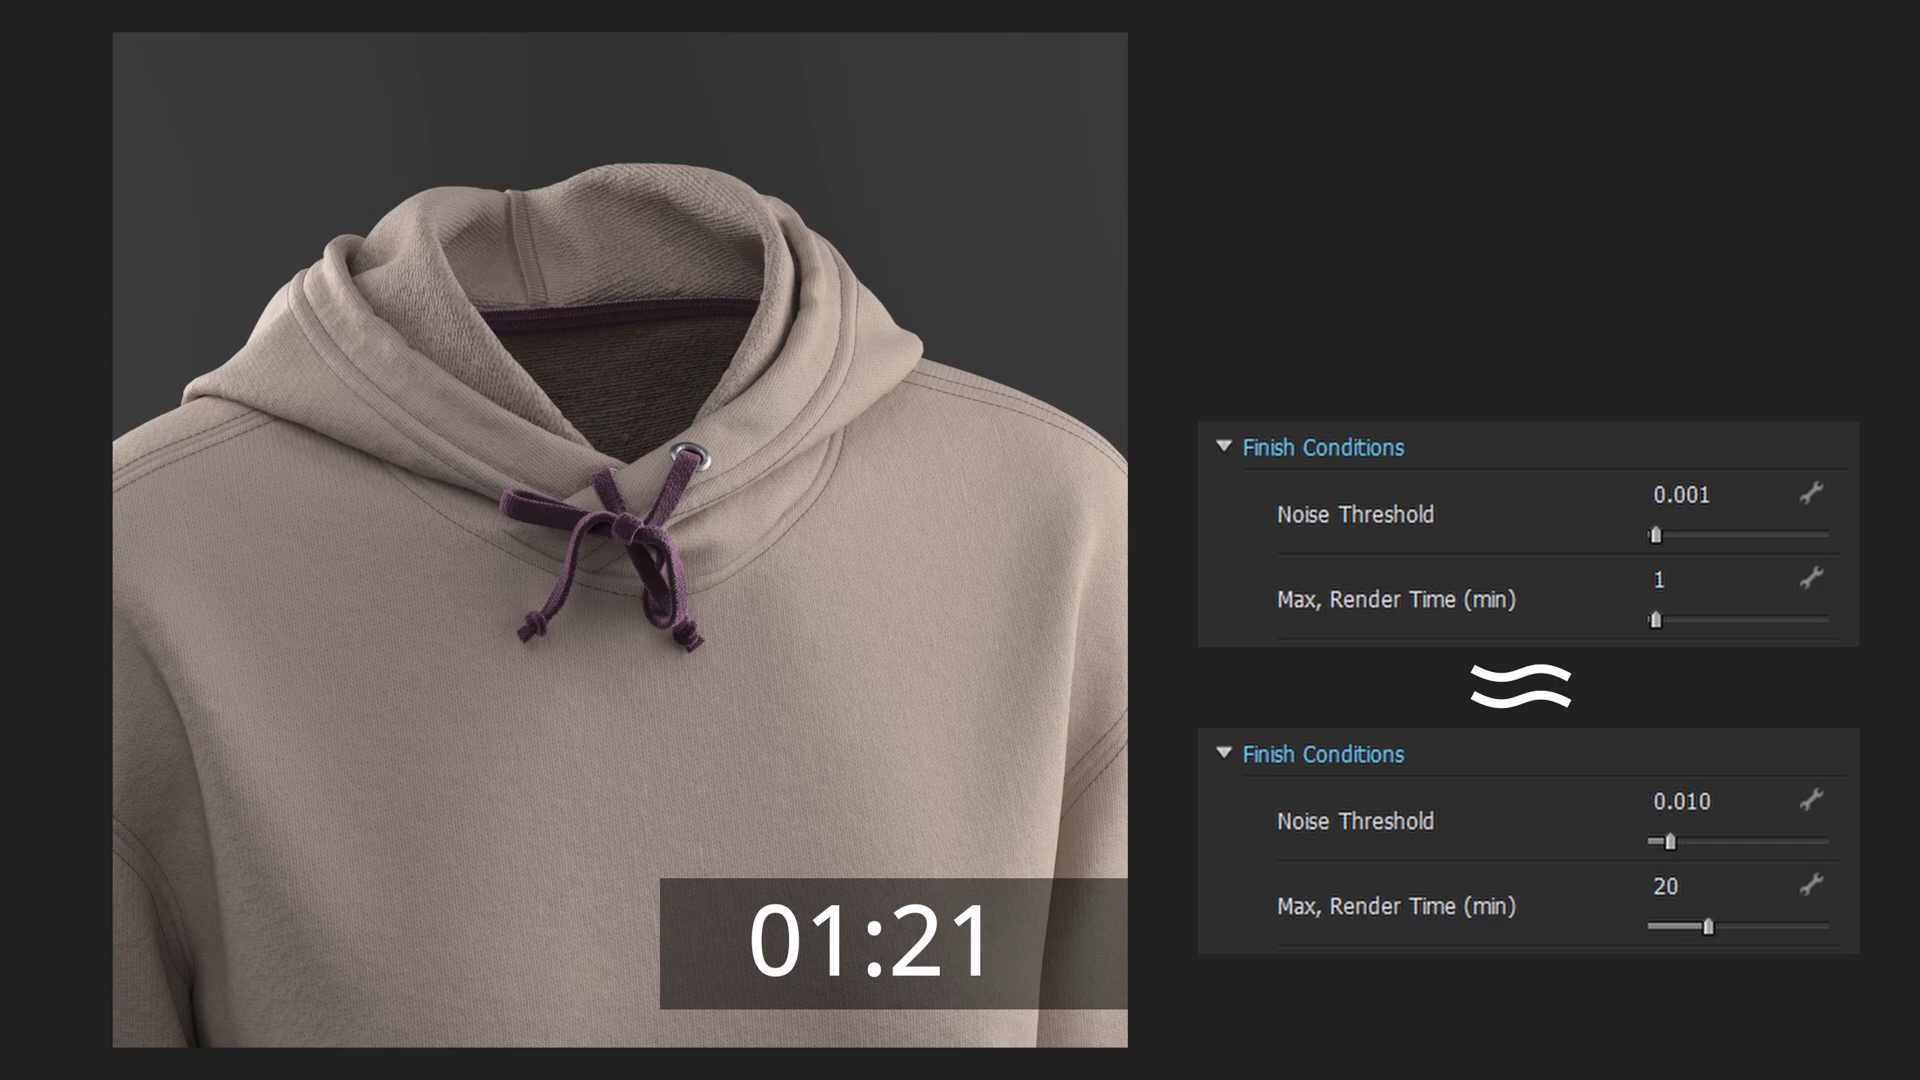 Finish Conditions
Noise Threshold 0.001
Max, Render Time (min) 1
≈
Finish Conditions
Noise Threshold 0.010
Max, Render Time (min) 20
01:21